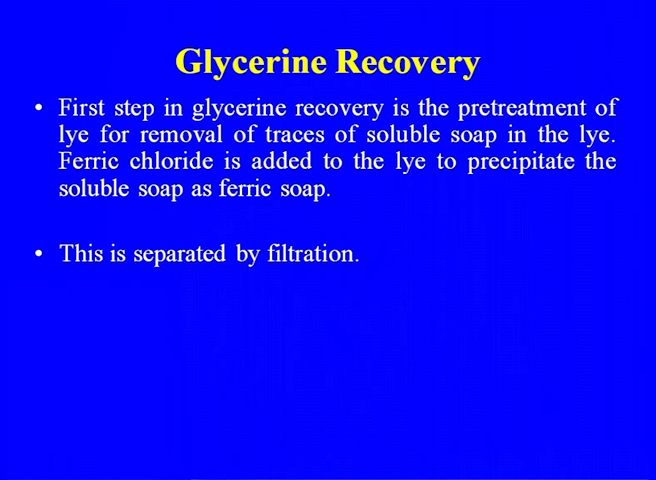 Glycerine Recovery
• First step in glycerine recovery is the pretreatment of
lye for removal of traces of soluble soap in the lye.
Ferric chloride is added to the lye to precipitate the
soluble soap as ferric soap.
• This is separated by filtration.